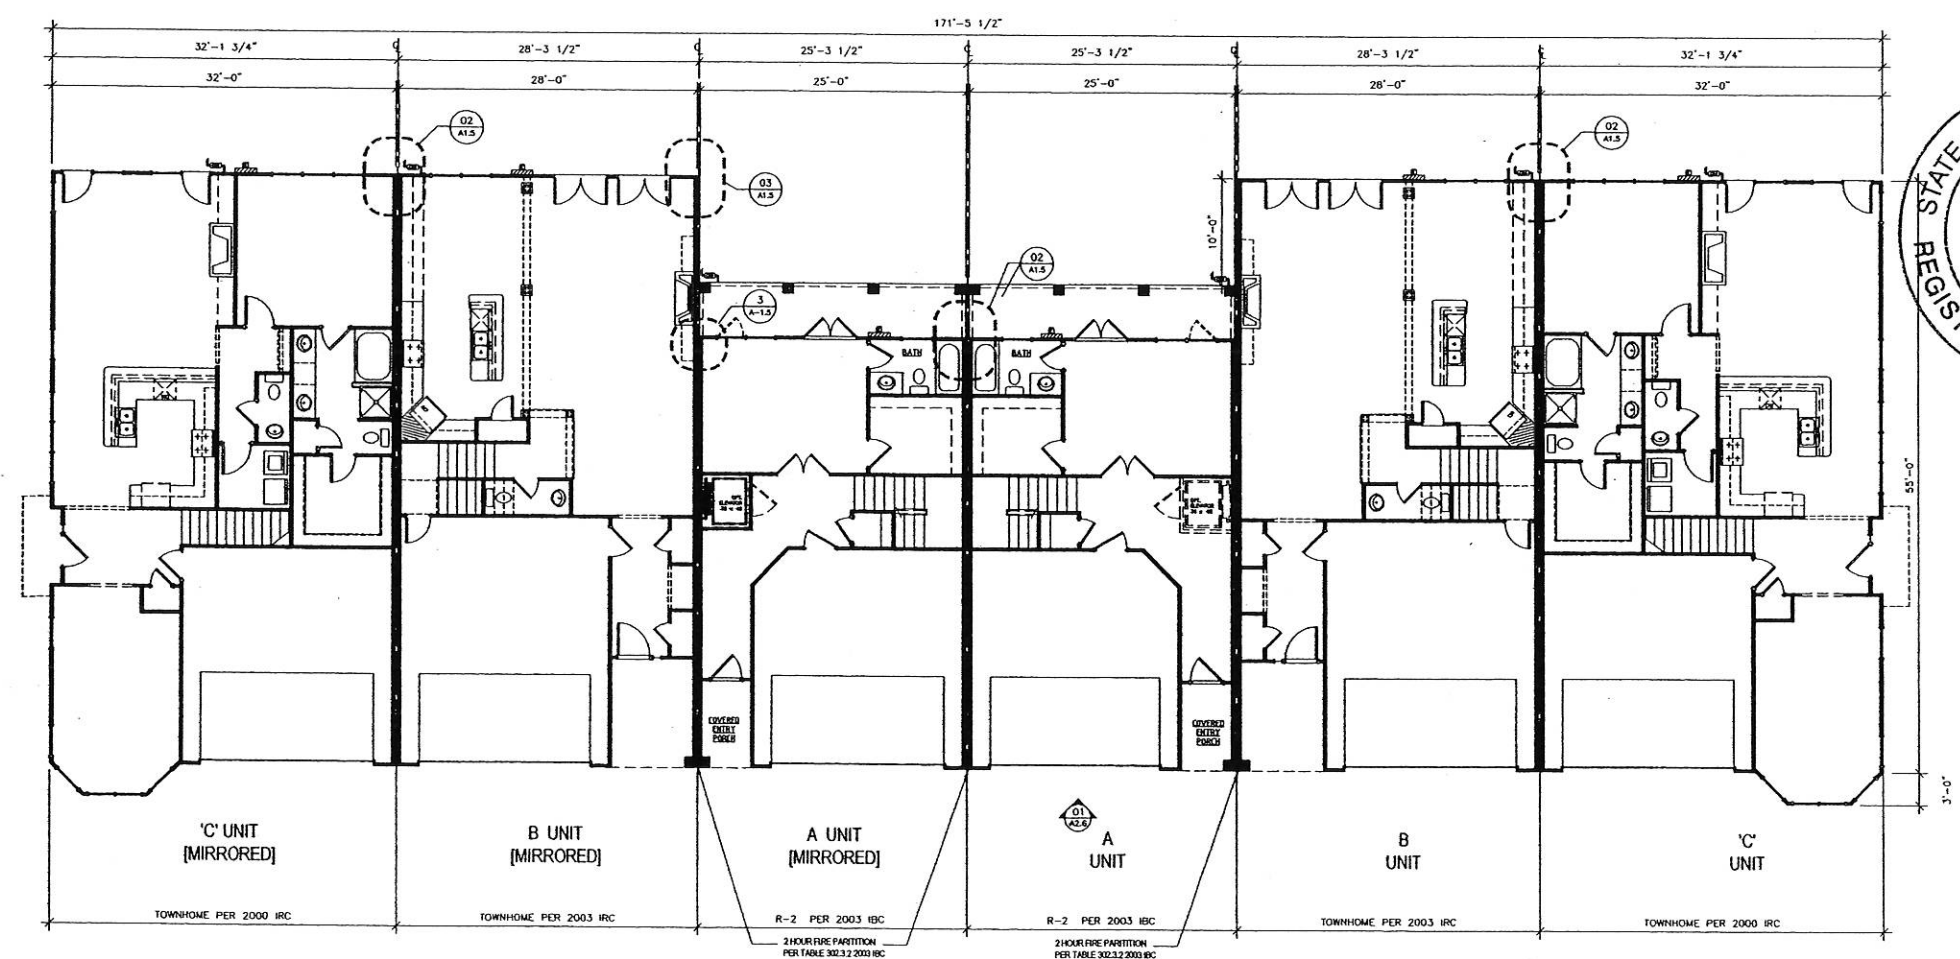 171'-5 1/2"
32'-1 3/4"
28'-3 1/2"
25'-3 1/2"
25'-3 1/2"
28'-3 1/2"
32'-1 3/4"
32'-0"
28'-0"
25'-0"
25'-0"
28'-0"
32'-0"
02
A1.5
03
A1.5
02
A1.5
02
A1.5
3
A-1.5
STATE
REGIS
10'-0"
BATH
BATH
OPT.
ELEVATOR
OPT.
ELEVATOR
55'-0"
COVERED
ENTRY
PORCH
COVERED
ENTRY
PORCH
3'-0"
'C' UNIT
[MIRRORED]
B UNIT
[MIRRORED]
A UNIT
[MIRRORED]
01
A2.6
A
UNIT
B
UNIT
'C'
UNIT
TOWNHOME PER 2000 IRC
TOWNHOME PER 2003 IRC
R-2 PER 2003 IBC
R-2 PER 2003 IBC
TOWNHOME PER 2003 IRC
TOWNHOME PER 2000 IRC
2 HOUR FIRE PARTITION
PER TABLE 302.3.2 2003 IBC
2 HOUR FIRE PARTITION
PER TABLE 302.3.2 2003 IBC